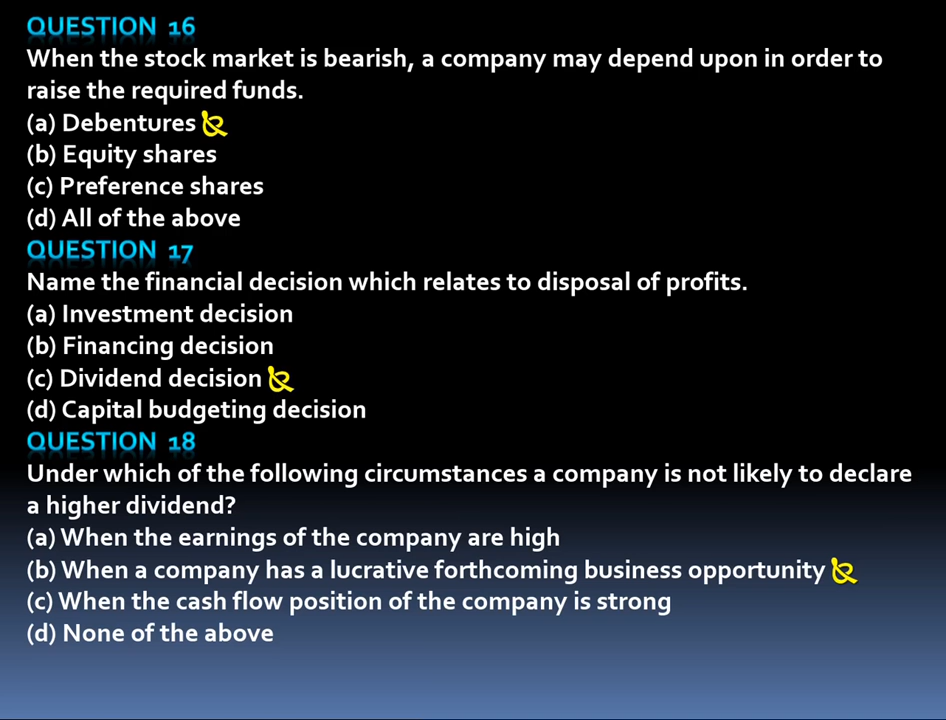 QUESTION 16
When the stock market is bearish, a company may depend upon in order to
raise the required funds.
(a) Debentures
(b) Equity shares
(c) Preference shares
(d) All of the above
QUESTION 17
Name the financial decision which relates to disposal of profits.
(a) Investment decision
(b) Financing decision
(c) Dividend decision
(d) Capital budgeting decision
QUESTION 18
Under which of the following circumstances a company is not likely to declare
a higher dividend?
(a) When the earnings of the company are high
(b) When a company has a lucrative forthcoming business opportunity
(c) When the cash flow position of the company is strong
(d) None of the above